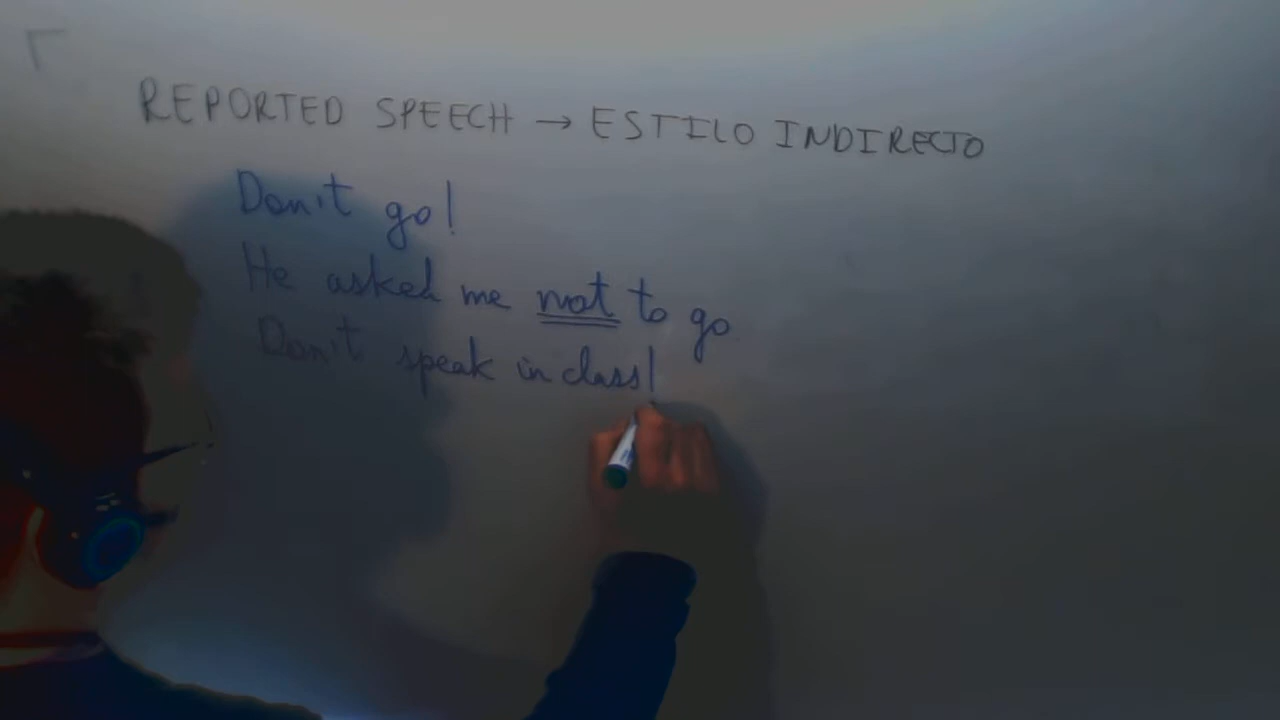 REPORTED SPEECH → ESTILO INDIRECTO
Don't go!
He asked me not to go
Don't speak in class!